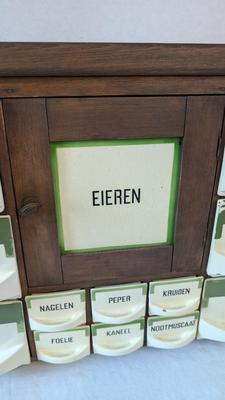 EIEREN
NAGELEN
PEPER
KRUIDEN
FOELIE
KANEEL
NOOTMUSCAAT